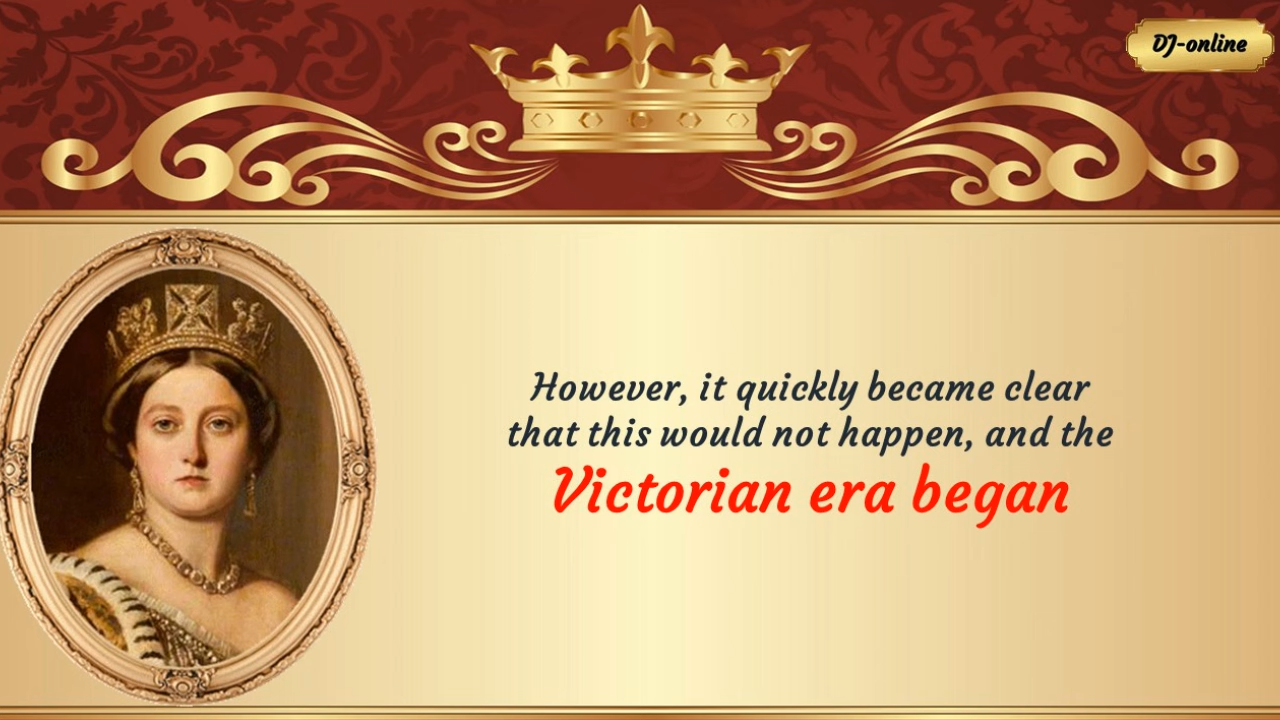 DJ-online
However, it quickly became clear
that this would not happen, and the
Victorian era began